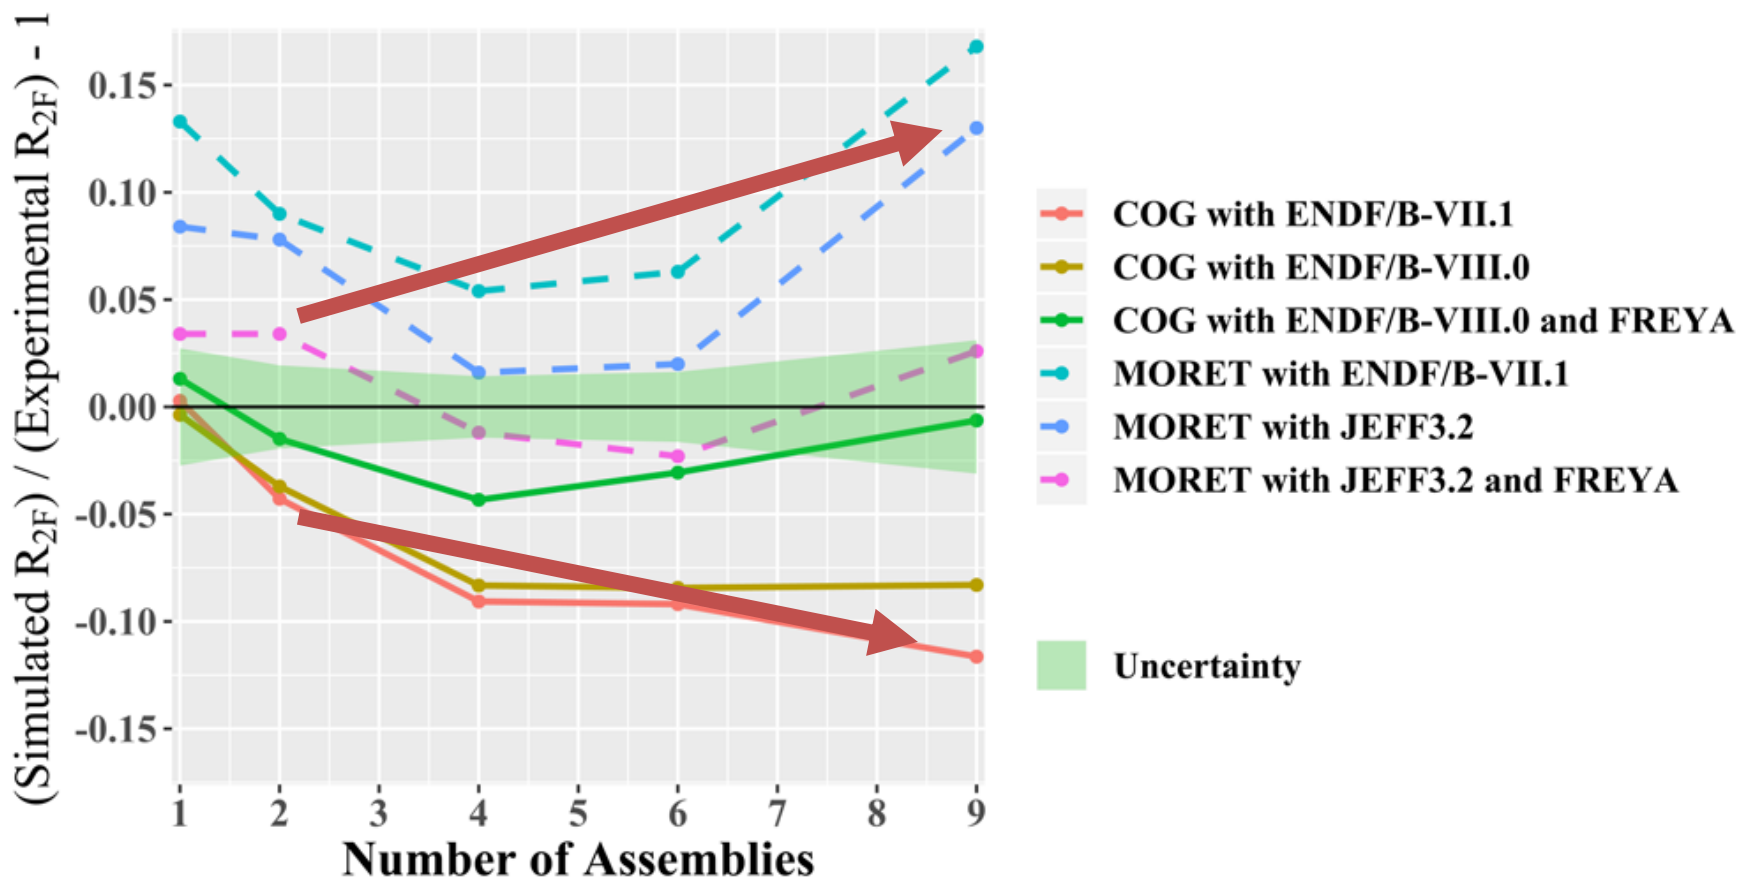 (Simulated R2F) / (Experimental R2F) - 1
0.15
0.10
0.05
0.00
-0.05
-0.10
-0.15
1 2 3 4 5 6 7 8 9
Number of Assemblies
COG with ENDF/B-VII.1
COG with ENDF/B-VIII.0
COG with ENDF/B-VIII.0 and FREYA
MORET with ENDF/B-VII.1
MORET with JEFF3.2
MORET with JEFF3.2 and FREYA
Uncertainty